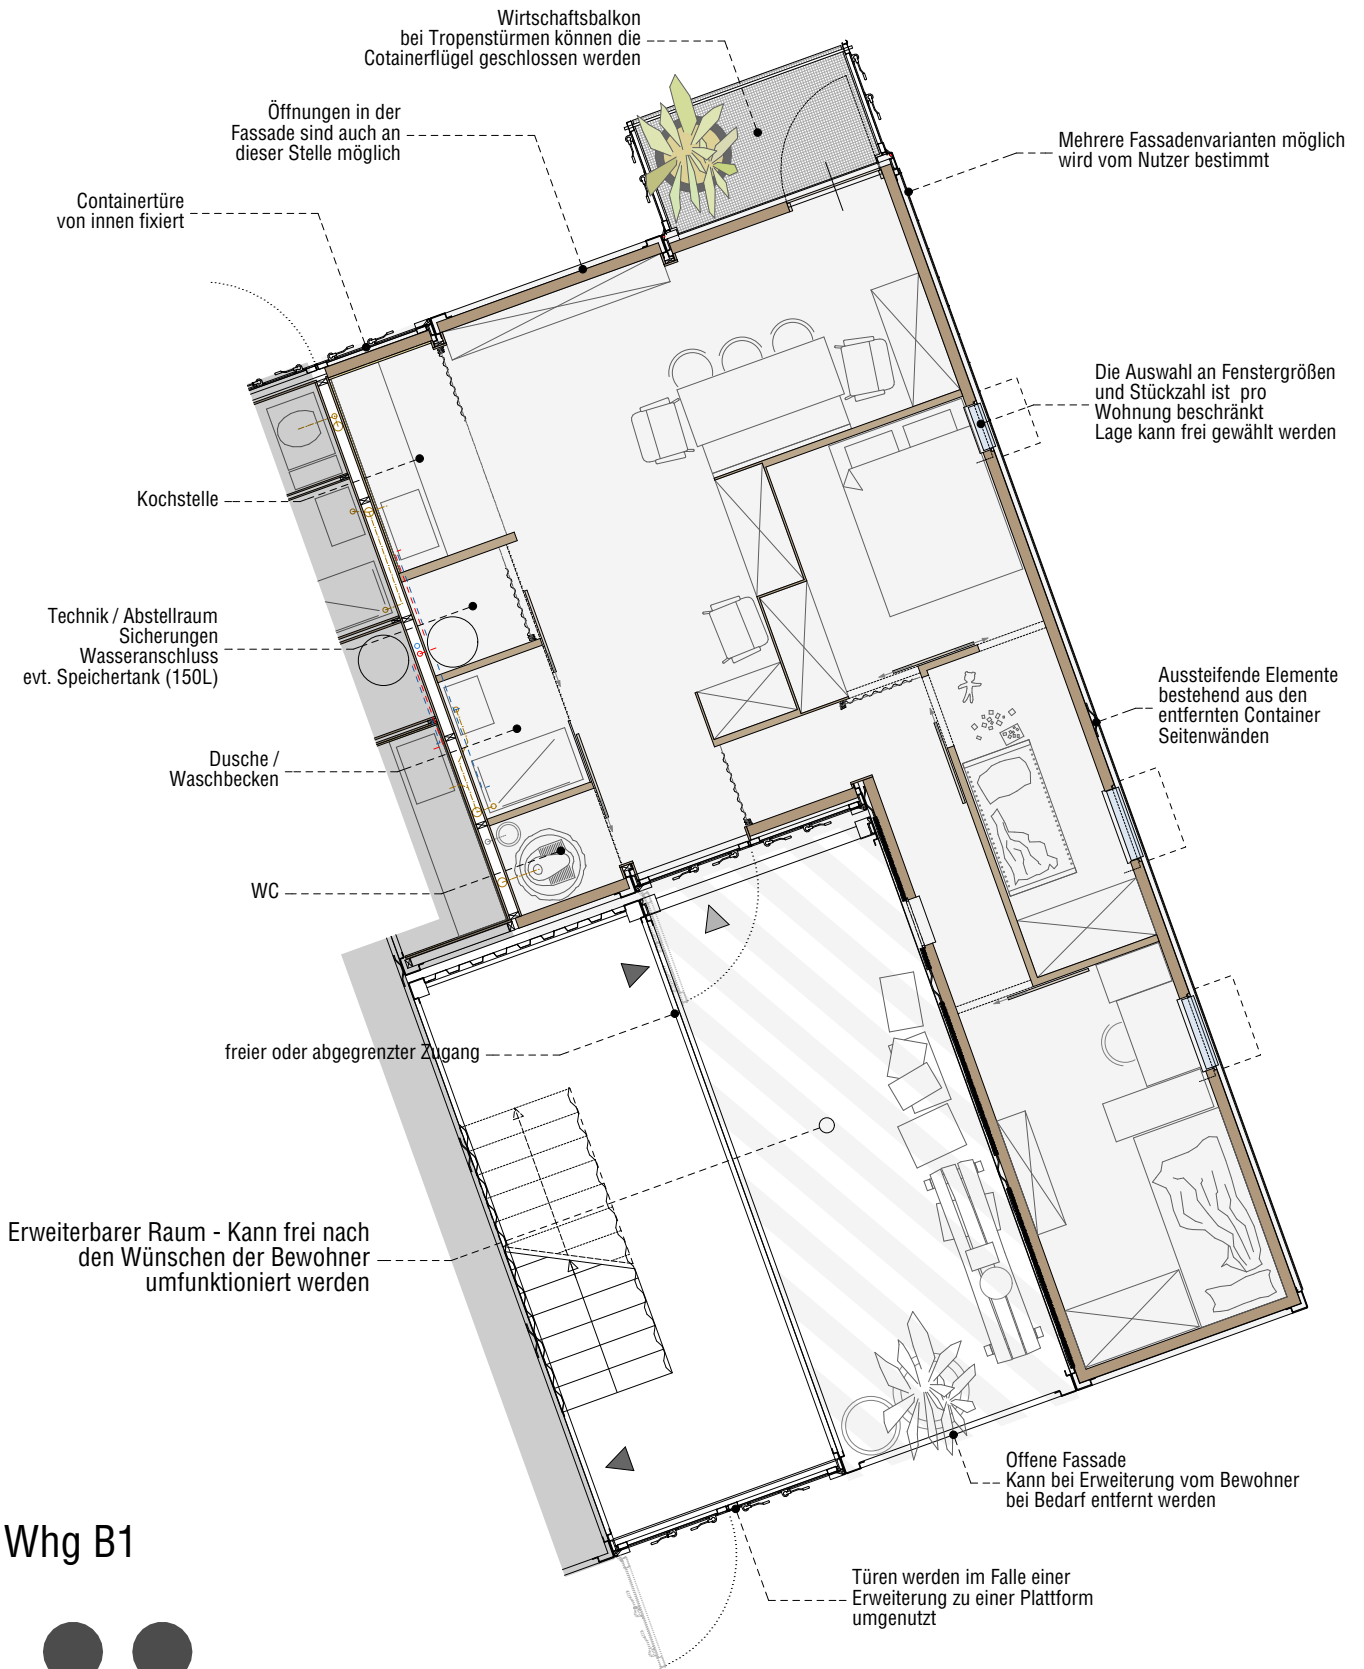 Wirtschaftsbalkon
bei Tropenstürmen können die
Cotainerflügel geschlossen werden
Öffnungen in der
Fassade sind auch an
dieser Stelle möglich
Mehrere Fassadenvarianten möglich
wird vom Nutzer bestimmt
Containertüre
von innen fixiert
Die Auswahl an Fenstergrößen
und Stückzahl ist pro
Wohnung beschränkt
Lage kann frei gewählt werden
Kochstelle
Technik / Abstellraum
Sicherungen
Wasseranschluss
evt. Speichertank (150L)
Aussteifende Elemente
bestehend aus den
entfernten Container
Seitenwänden
Dusche /
Waschbecken
WC
freier oder abgegrenzter Zugang
Erweiterbarer Raum - Kann frei nach
den Wünschen der Bewohner
umfunktioniert werden
Offene Fassade
Kann bei Erweiterung vom Bewohner
bei Bedarf entfernt werden
Whg B1
Türen werden im Falle einer
Erweiterung zu einer Plattform
umgenutzt